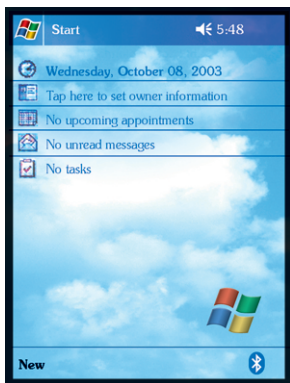 Start 5:48
Wednesday, October 08, 2003
Tap here to set owner information
No upcoming appointments
No unread messages
No tasks
New